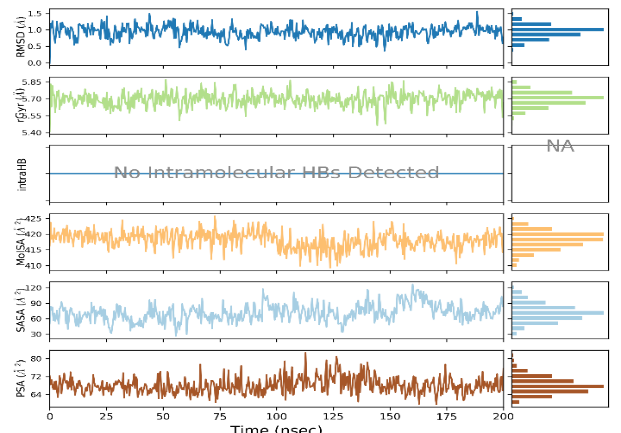 RMSD (Å)
1.5
1.0
0.5
0.0
rGyr (Å)
5.85
5.70
5.55
5.40
intraHB
No Intramolecular HBs Detected
NA
MolSA (Å²)
425
420
415
410
SASA (Å²)
120
90
60
30
PSA (Å²)
80
72
64
0 25 50 75 100 125 150 175 200
Time (nsec)